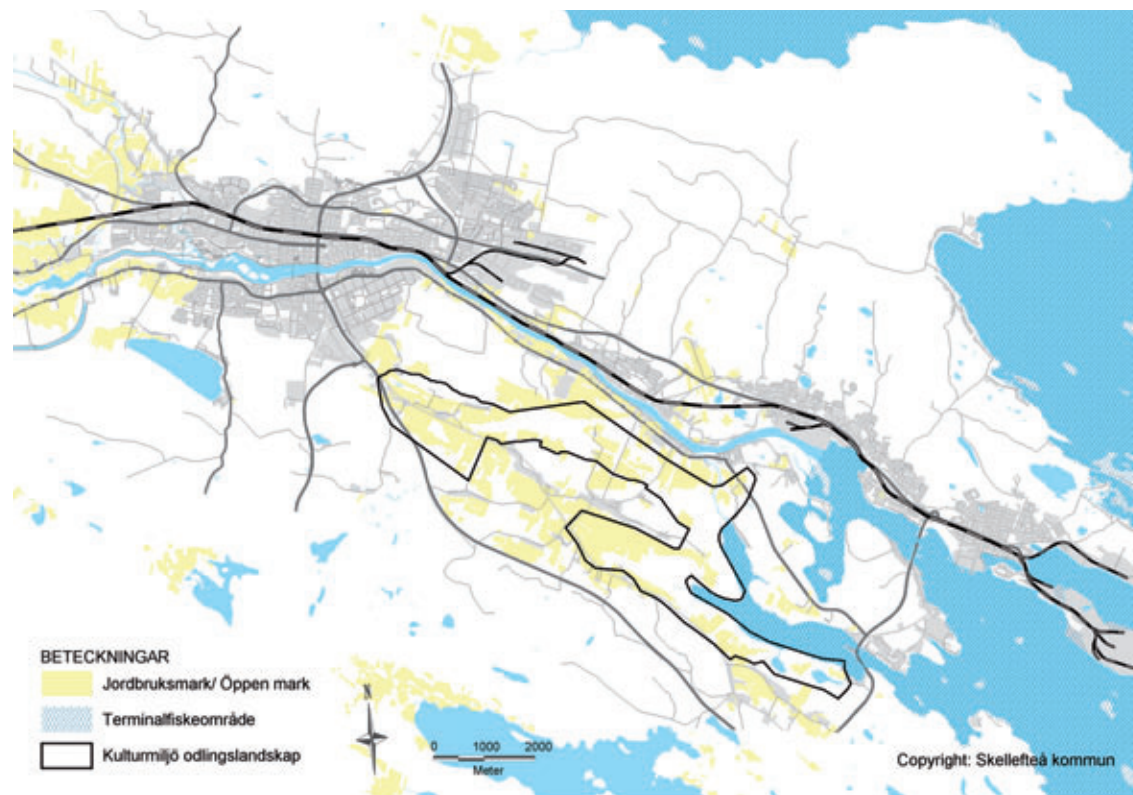 BETECKNINGAR
Jordbruksmark/ Öppen mark
Terminalfiskeområde
Kulturmiljö odlingslandskap
N
0 1000 2000
Meter
Copyright: Skellefteå kommun